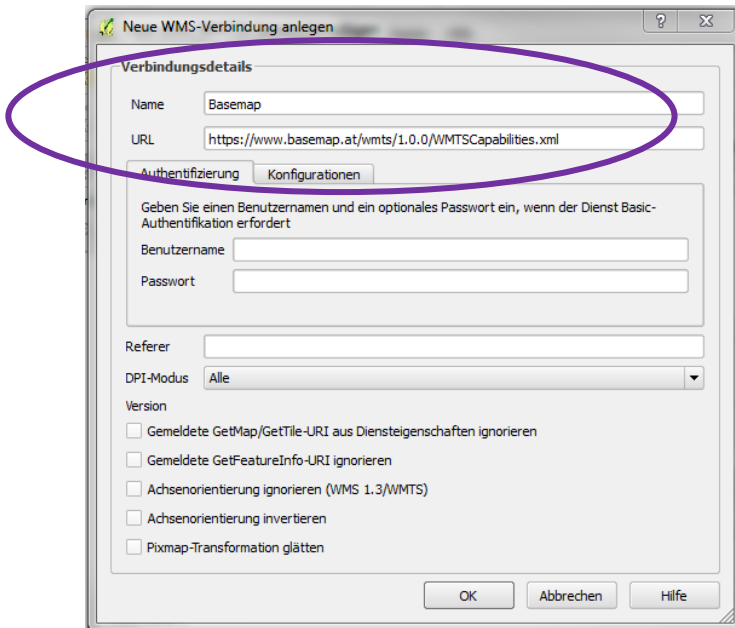 Neue WMS-Verbindung anlegen
Verbindungsdetails
Name Basemap
URL https://www.basemap.at/wmts/1.0.0/WMTSCapabilities.xml
Authentifizierung Konfigurationen
Geben Sie einen Benutzernamen und ein optionales Passwort ein, wenn der Dienst Basic-
Authentifikation erfordert
Benutzername
Passwort
Referer
DPI-Modus Alle
Version
Gemeldete GetMap/GetTile-URI aus Diensteigenschaften ignorieren
Gemeldete GetFeatureInfo-URI ignorieren
Achsenorientierung ignorieren (WMS 1.3/WMTS)
Achsenorientierung invertieren
Pixmap-Transformation glätten
OK Abbrechen Hilfe